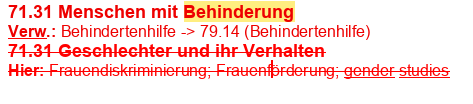 71.31 Menschen mit Behinderung
Verw.: Behindertenhilfe -> 79.14 (Behindertenhilfe)
71.31 Geschlechter und ihr Verhalten
Hier: Frauendiskriminierung; Frauenförderung; gender studies